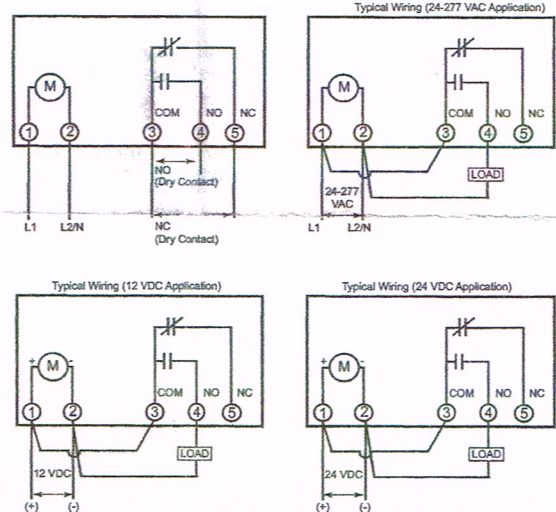 M
COM NO NC
1 2 3 4 5
NO
(Dry Contact)
L1 L2/N NC
(Dry Contact)
Typical Wiring (24-277 VAC Application)
M
COM NO NC
1 2 3 4 5
LOAD
24-277
VAC
L1 L2/N
Typical Wiring (12 VDC Application)
+ M -
COM NO NC
1 2 3 4 5
LOAD
12 VDC
(+) (-)
Typical Wiring (24 VDC Application)
+ M -
COM NO NC
1 2 3 4 5
LOAD
24 VDC
(+) (-)